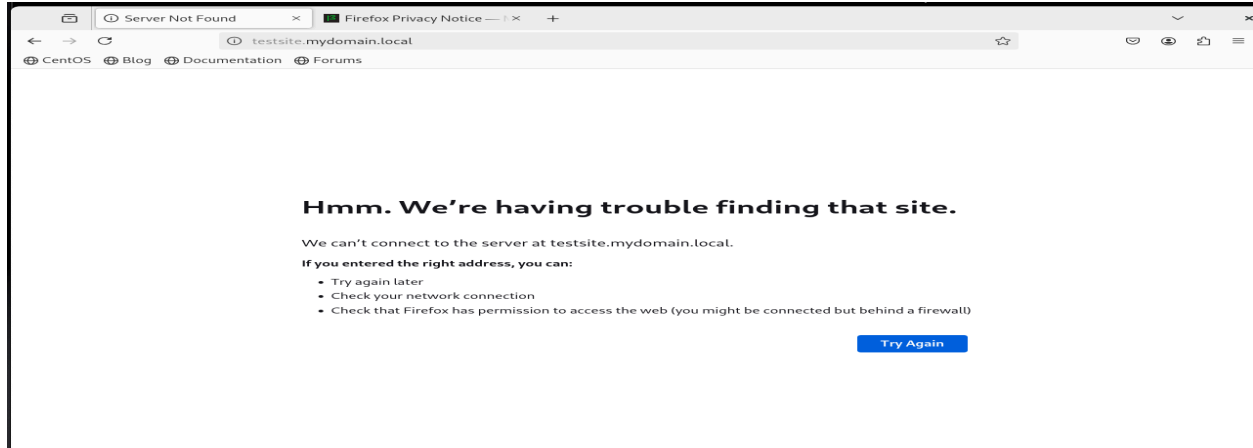 Server Not Found
Firefox Privacy Notice —
testsite.mydomain.local
CentOS Blog Documentation Forums
Hmm. We're having trouble finding that site.
We can't connect to the server at testsite.mydomain.local.
If you entered the right address, you can:
• Try again later
• Check your network connection
• Check that Firefox has permission to access the web (you might be connected but behind a firewall)
Try Again